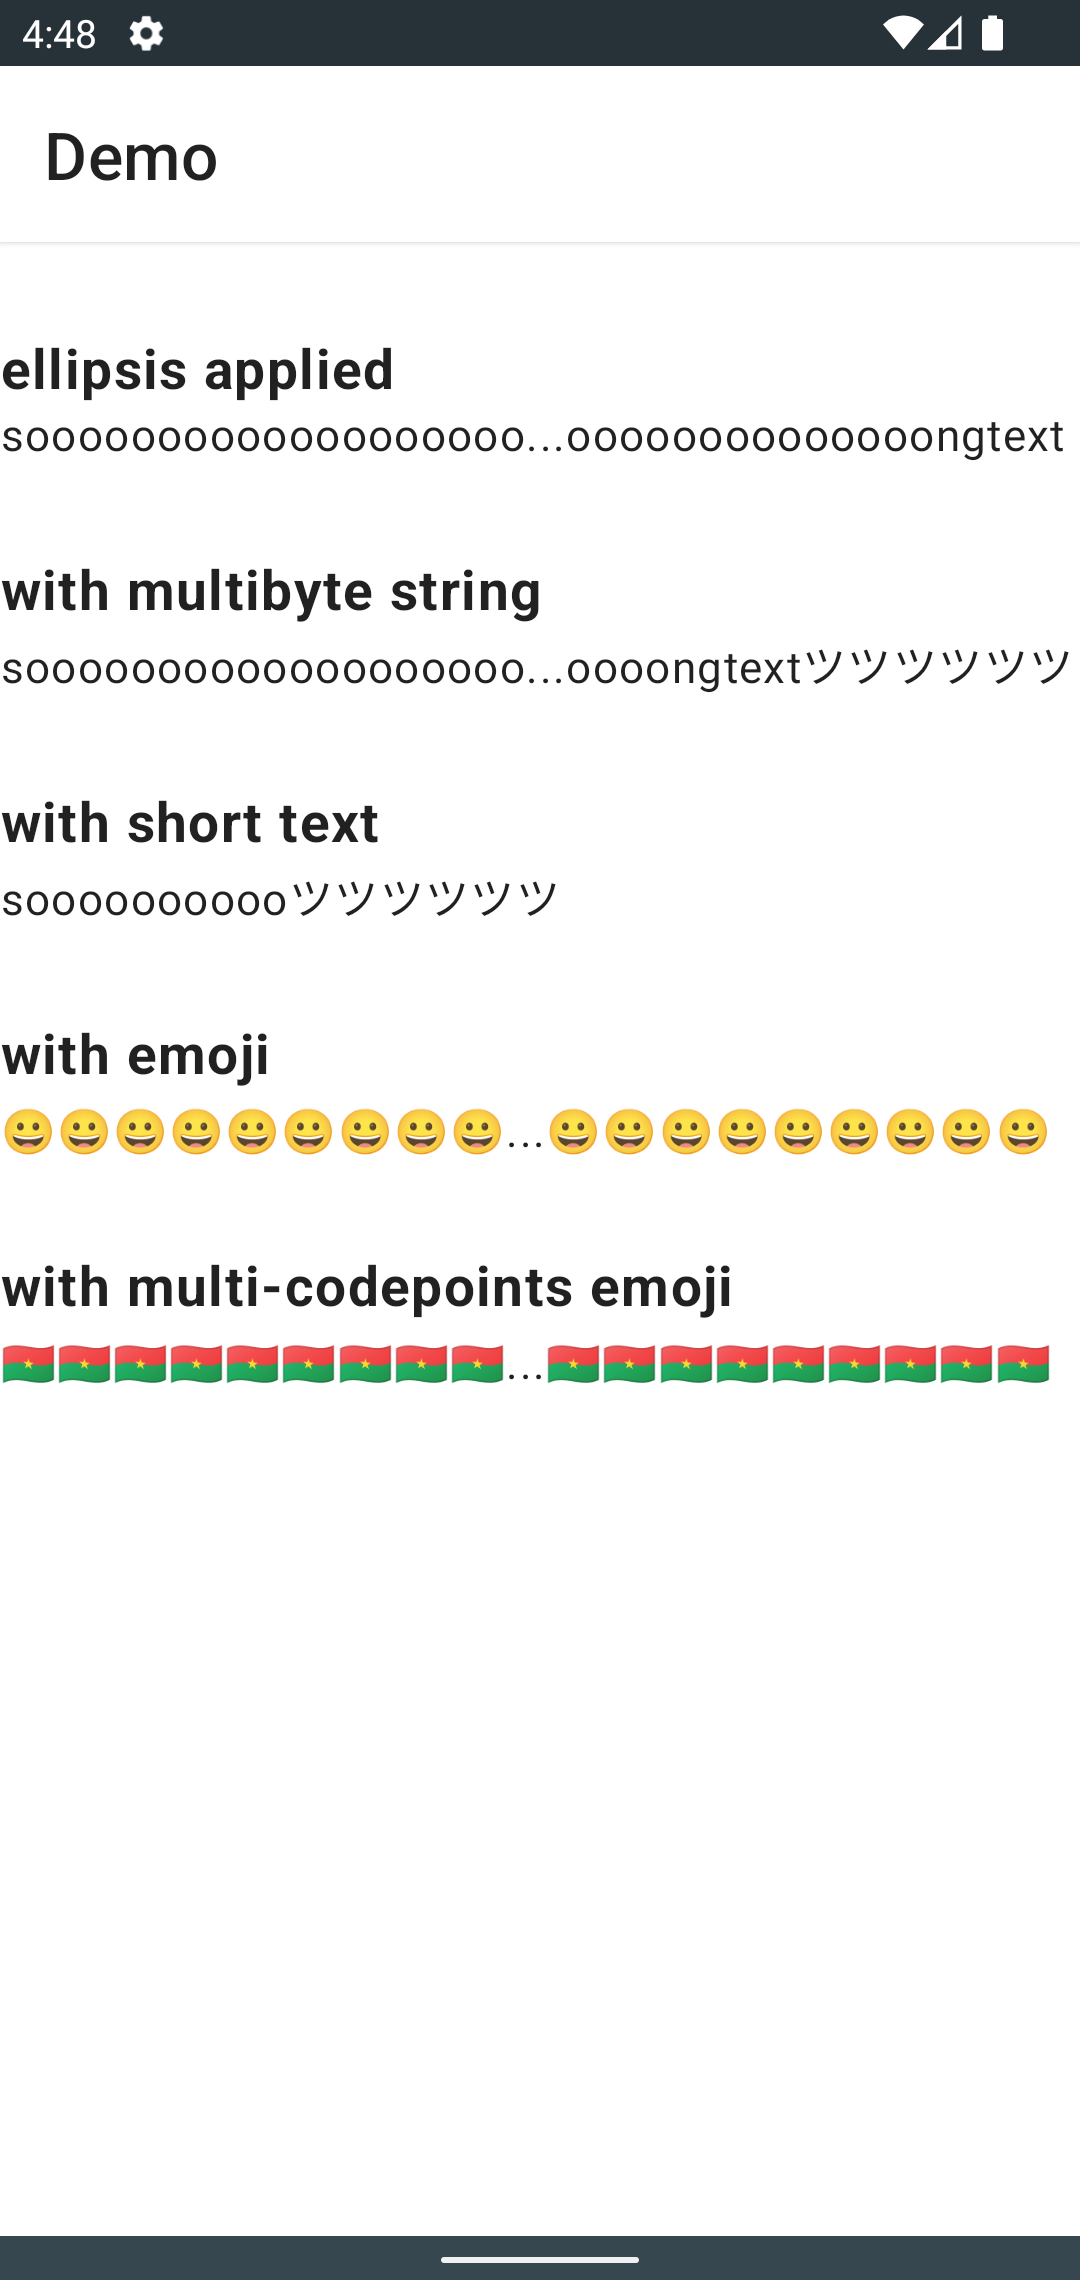 4:48
Demo
ellipsis applied
sooooooooooooooooooo...oooooooooooooongtext
with multibyte string
sooooooooooooooooooo...oooongtextツツツツツツ
with short text
sooooooooooツツツツツツ
with emoji
😀😀😀😀😀😀😀😀😀...😀😀😀😀😀😀😀😀😀
with multi-codepoints emoji
🇧🇫🇧🇫🇧🇫🇧🇫🇧🇫🇧🇫🇧🇫🇧🇫🇧🇫...🇧🇫🇧🇫🇧🇫🇧🇫🇧🇫🇧🇫🇧🇫🇧🇫🇧🇫